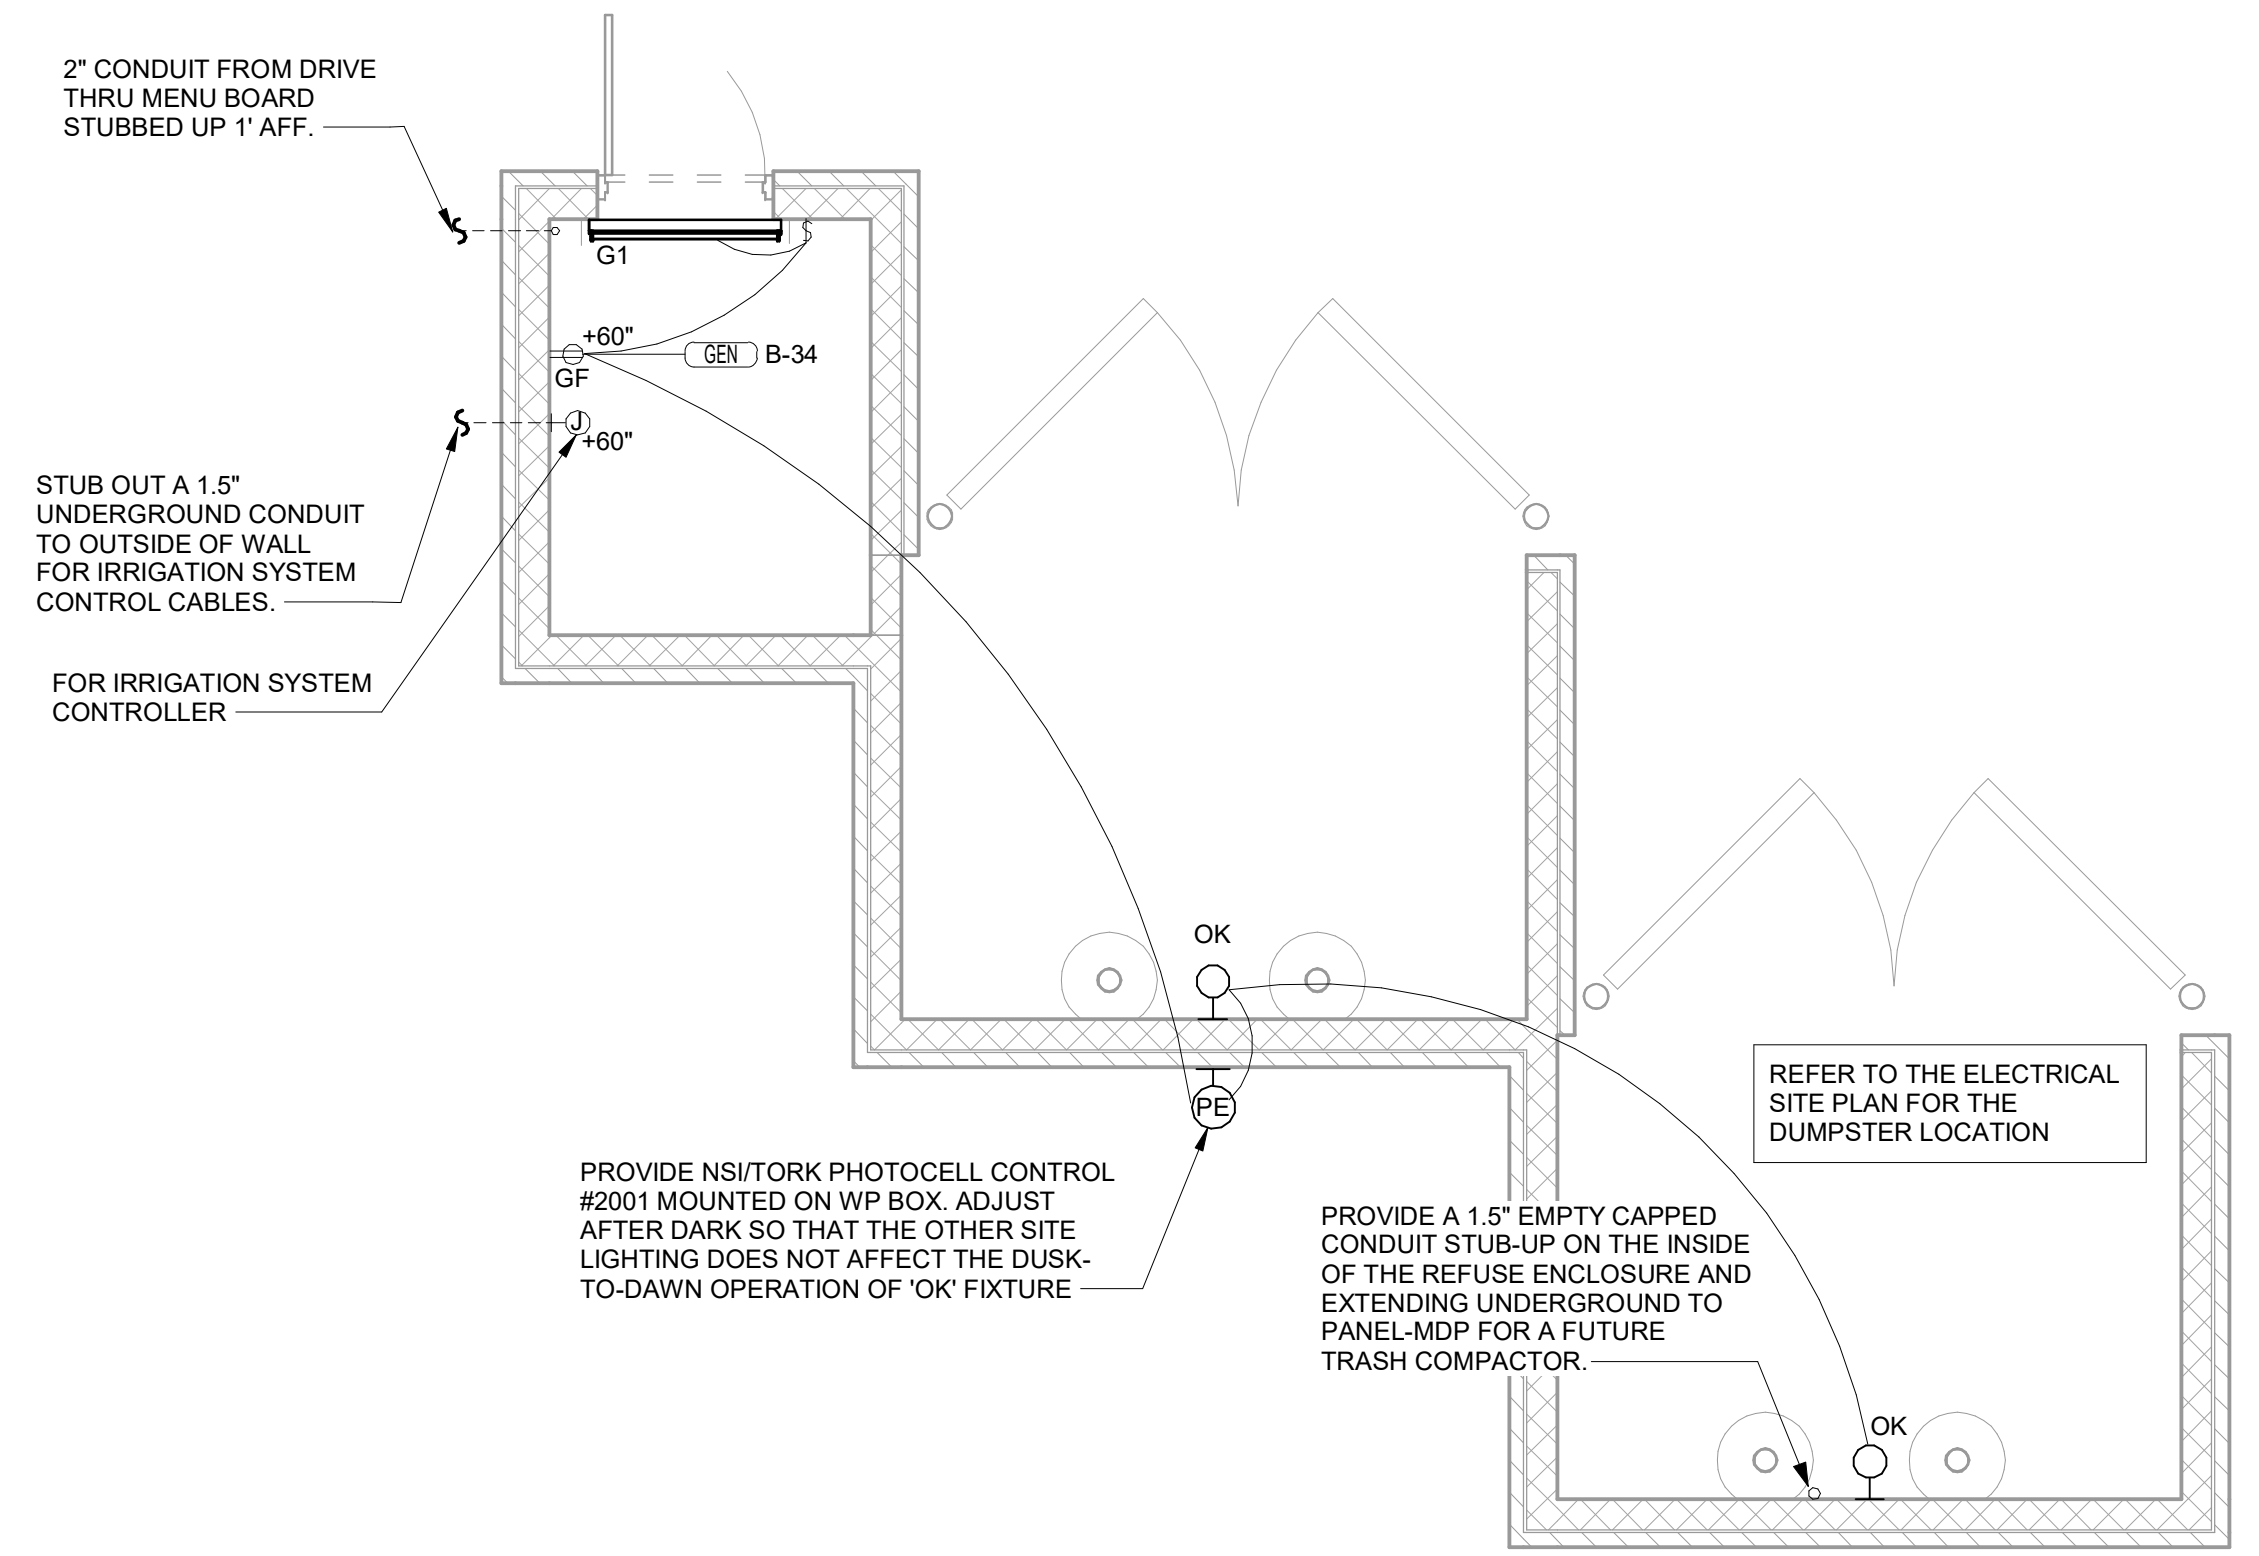 2" CONDUIT FROM DRIVE
THRU MENU BOARD
STUBBED UP 1' AFF.
G1
$
+60"
GEN
B-34
GF
J
+60"
STUB OUT A 1.5"
UNDERGROUND CONDUIT
TO OUTSIDE OF WALL
FOR IRRIGATION SYSTEM
CONTROL CABLES.
FOR IRRIGATION SYSTEM
CONTROLLER
OK
PE
REFER TO THE ELECTRICAL
SITE PLAN FOR THE
DUMPSTER LOCATION
PROVIDE NSI/TORK PHOTOCELL CONTROL
#2001 MOUNTED ON WP BOX. ADJUST
AFTER DARK SO THAT THE OTHER SITE
LIGHTING DOES NOT AFFECT THE DUSK-
TO-DAWN OPERATION OF 'OK' FIXTURE
PROVIDE A 1.5" EMPTY CAPPED
CONDUIT STUB-UP ON THE INSIDE
OF THE REFUSE ENCLOSURE AND
EXTENDING UNDERGROUND TO
PANEL-MDP FOR A FUTURE
TRASH COMPACTOR.
OK